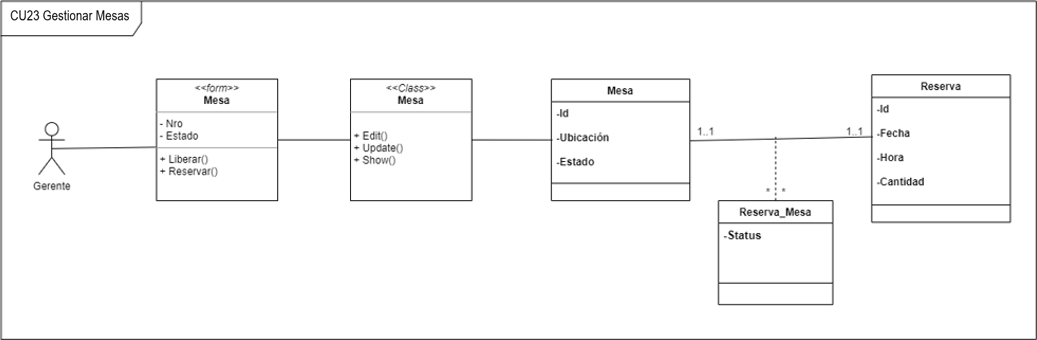 CU23 Gestionar Mesas
Gerente
<<form>>
Mesa
- Nro
- Estado
+ Liberar()
+ Reservar()
<<Class>>
Mesa
+ Edit()
+ Update()
+ Show()
Mesa
-Id
-Ubicación
-Estado
1..1
1..1
* *
Reserva_Mesa
-Status
Reserva
-Id
-Fecha
-Hora
-Cantidad